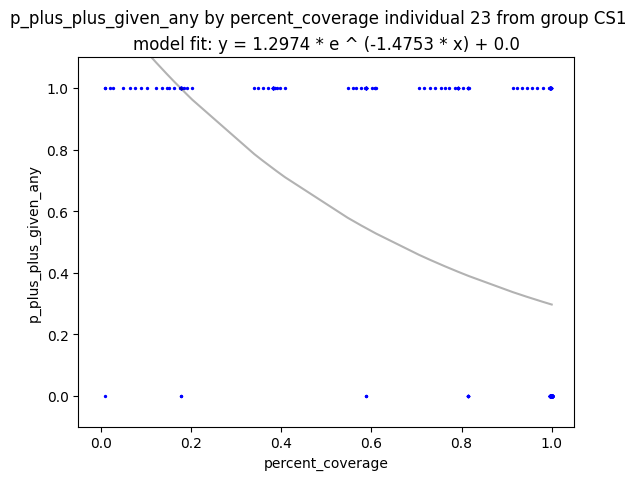 p_plus_plus_given_any by percent_coverage individual 23 from group CS1
model fit: y = 1.2974 * e ^ (-1.4753 * x) + 0.0
1.0
0.8
0.6
0.4
0.2
0.0
p_plus_plus_given_any
0.0 0.2 0.4 0.6 0.8 1.0
percent_coverage